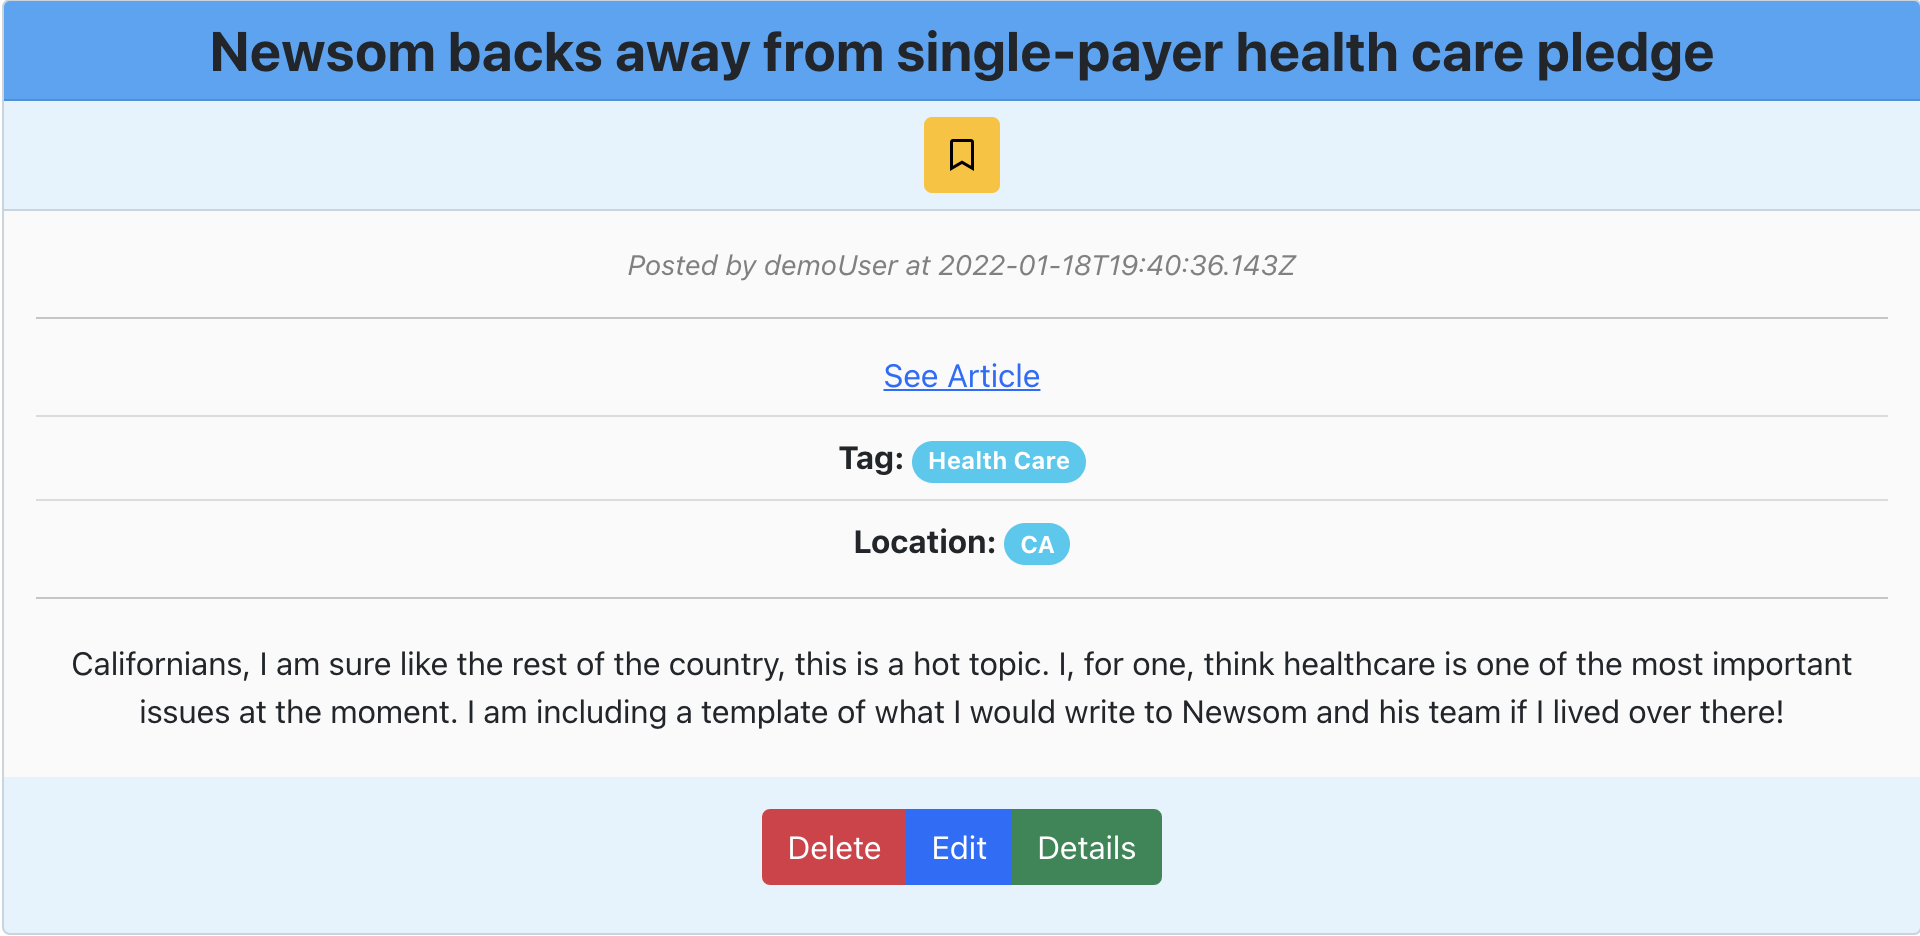 Newsom backs away from single-payer health care pledge
Posted by demoUser at 2022-01-18T19:40:36.143Z
See Article
Tag: Health Care
Location: CA
Californians, I am sure like the rest of the country, this is a hot topic. I, for one, think healthcare is one of the most important
issues at the moment. I am including a template of what I would write to Newsom and his team if I lived over there!
Delete Edit Details